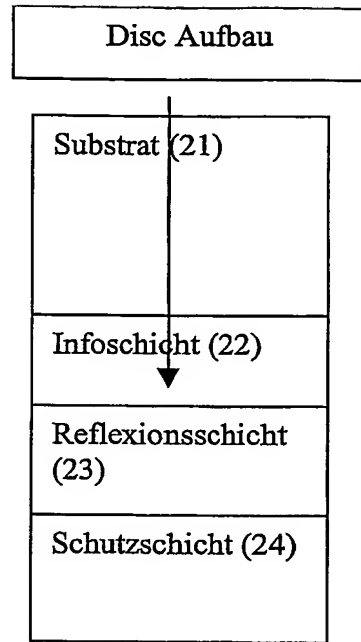 Disc Aufbau
Substrat (21)
Infoschicht (22)
Reflexionsschicht
(23)
Schutzschicht (24)